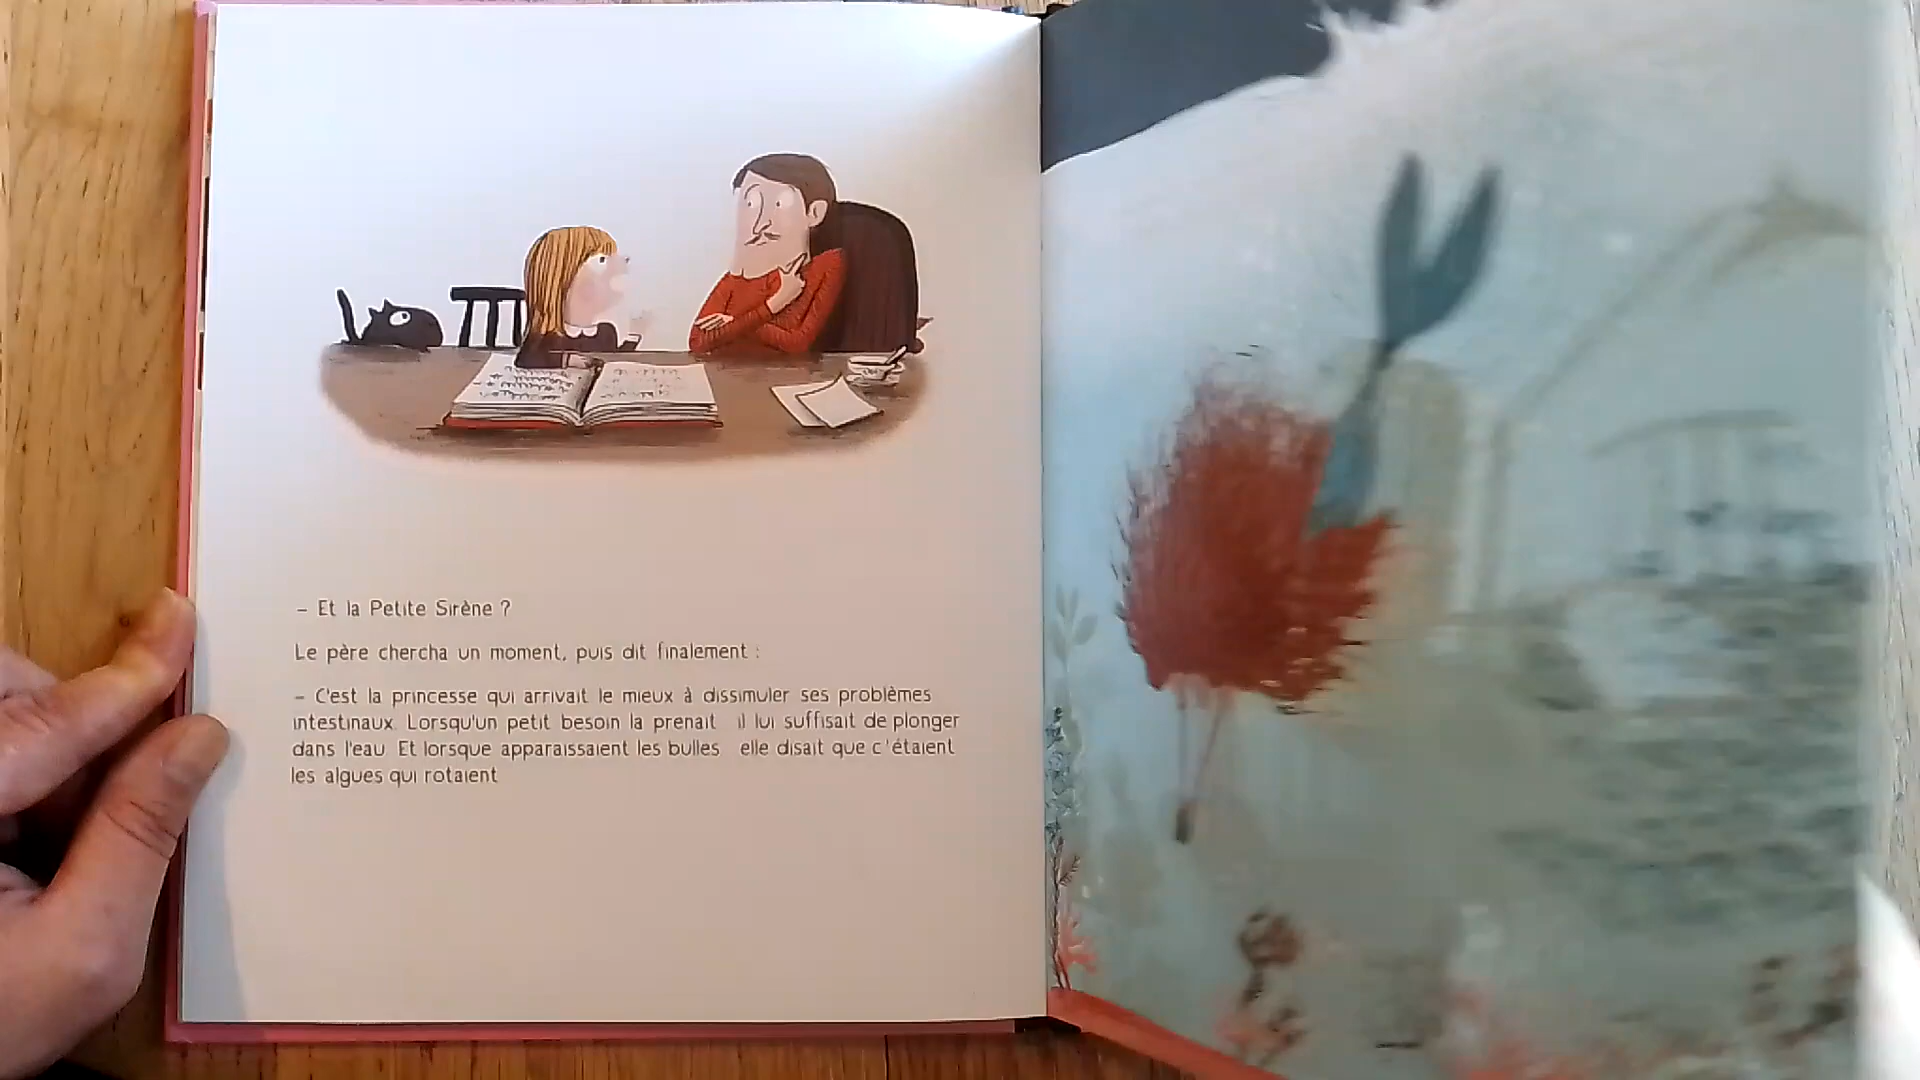 – Et la Petite Sirène ?
Le père chercha un moment, puis dit finalement :
– C'est la princesse qui arrivait le mieux à dissimuler ses problèmes
intestinaux. Lorsqu'un petit besoin la prenait il lui suffisait de plonger
dans l'eau. Et lorsque apparaissaient les bulles elle disait que c'étaient
les algues qui rotaient